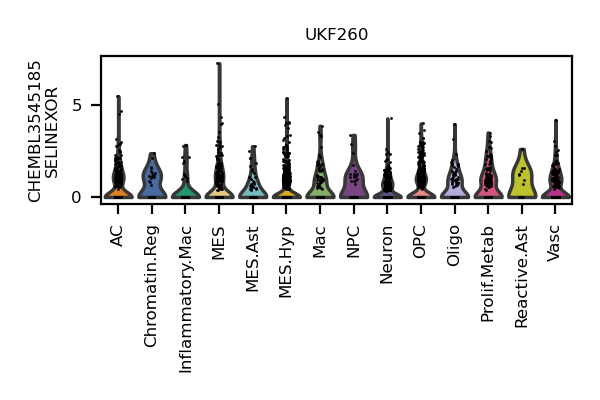 UKF260
CHEMBL3545185
SELINEXOR
5
0
AC
Chromatin.Reg
Inflammatory.Mac
MES
MES.Ast
MES.Hyp
Mac
NPC
Neuron
OPC
Oligo
Prolif.Metab
Reactive.Ast
Vasc